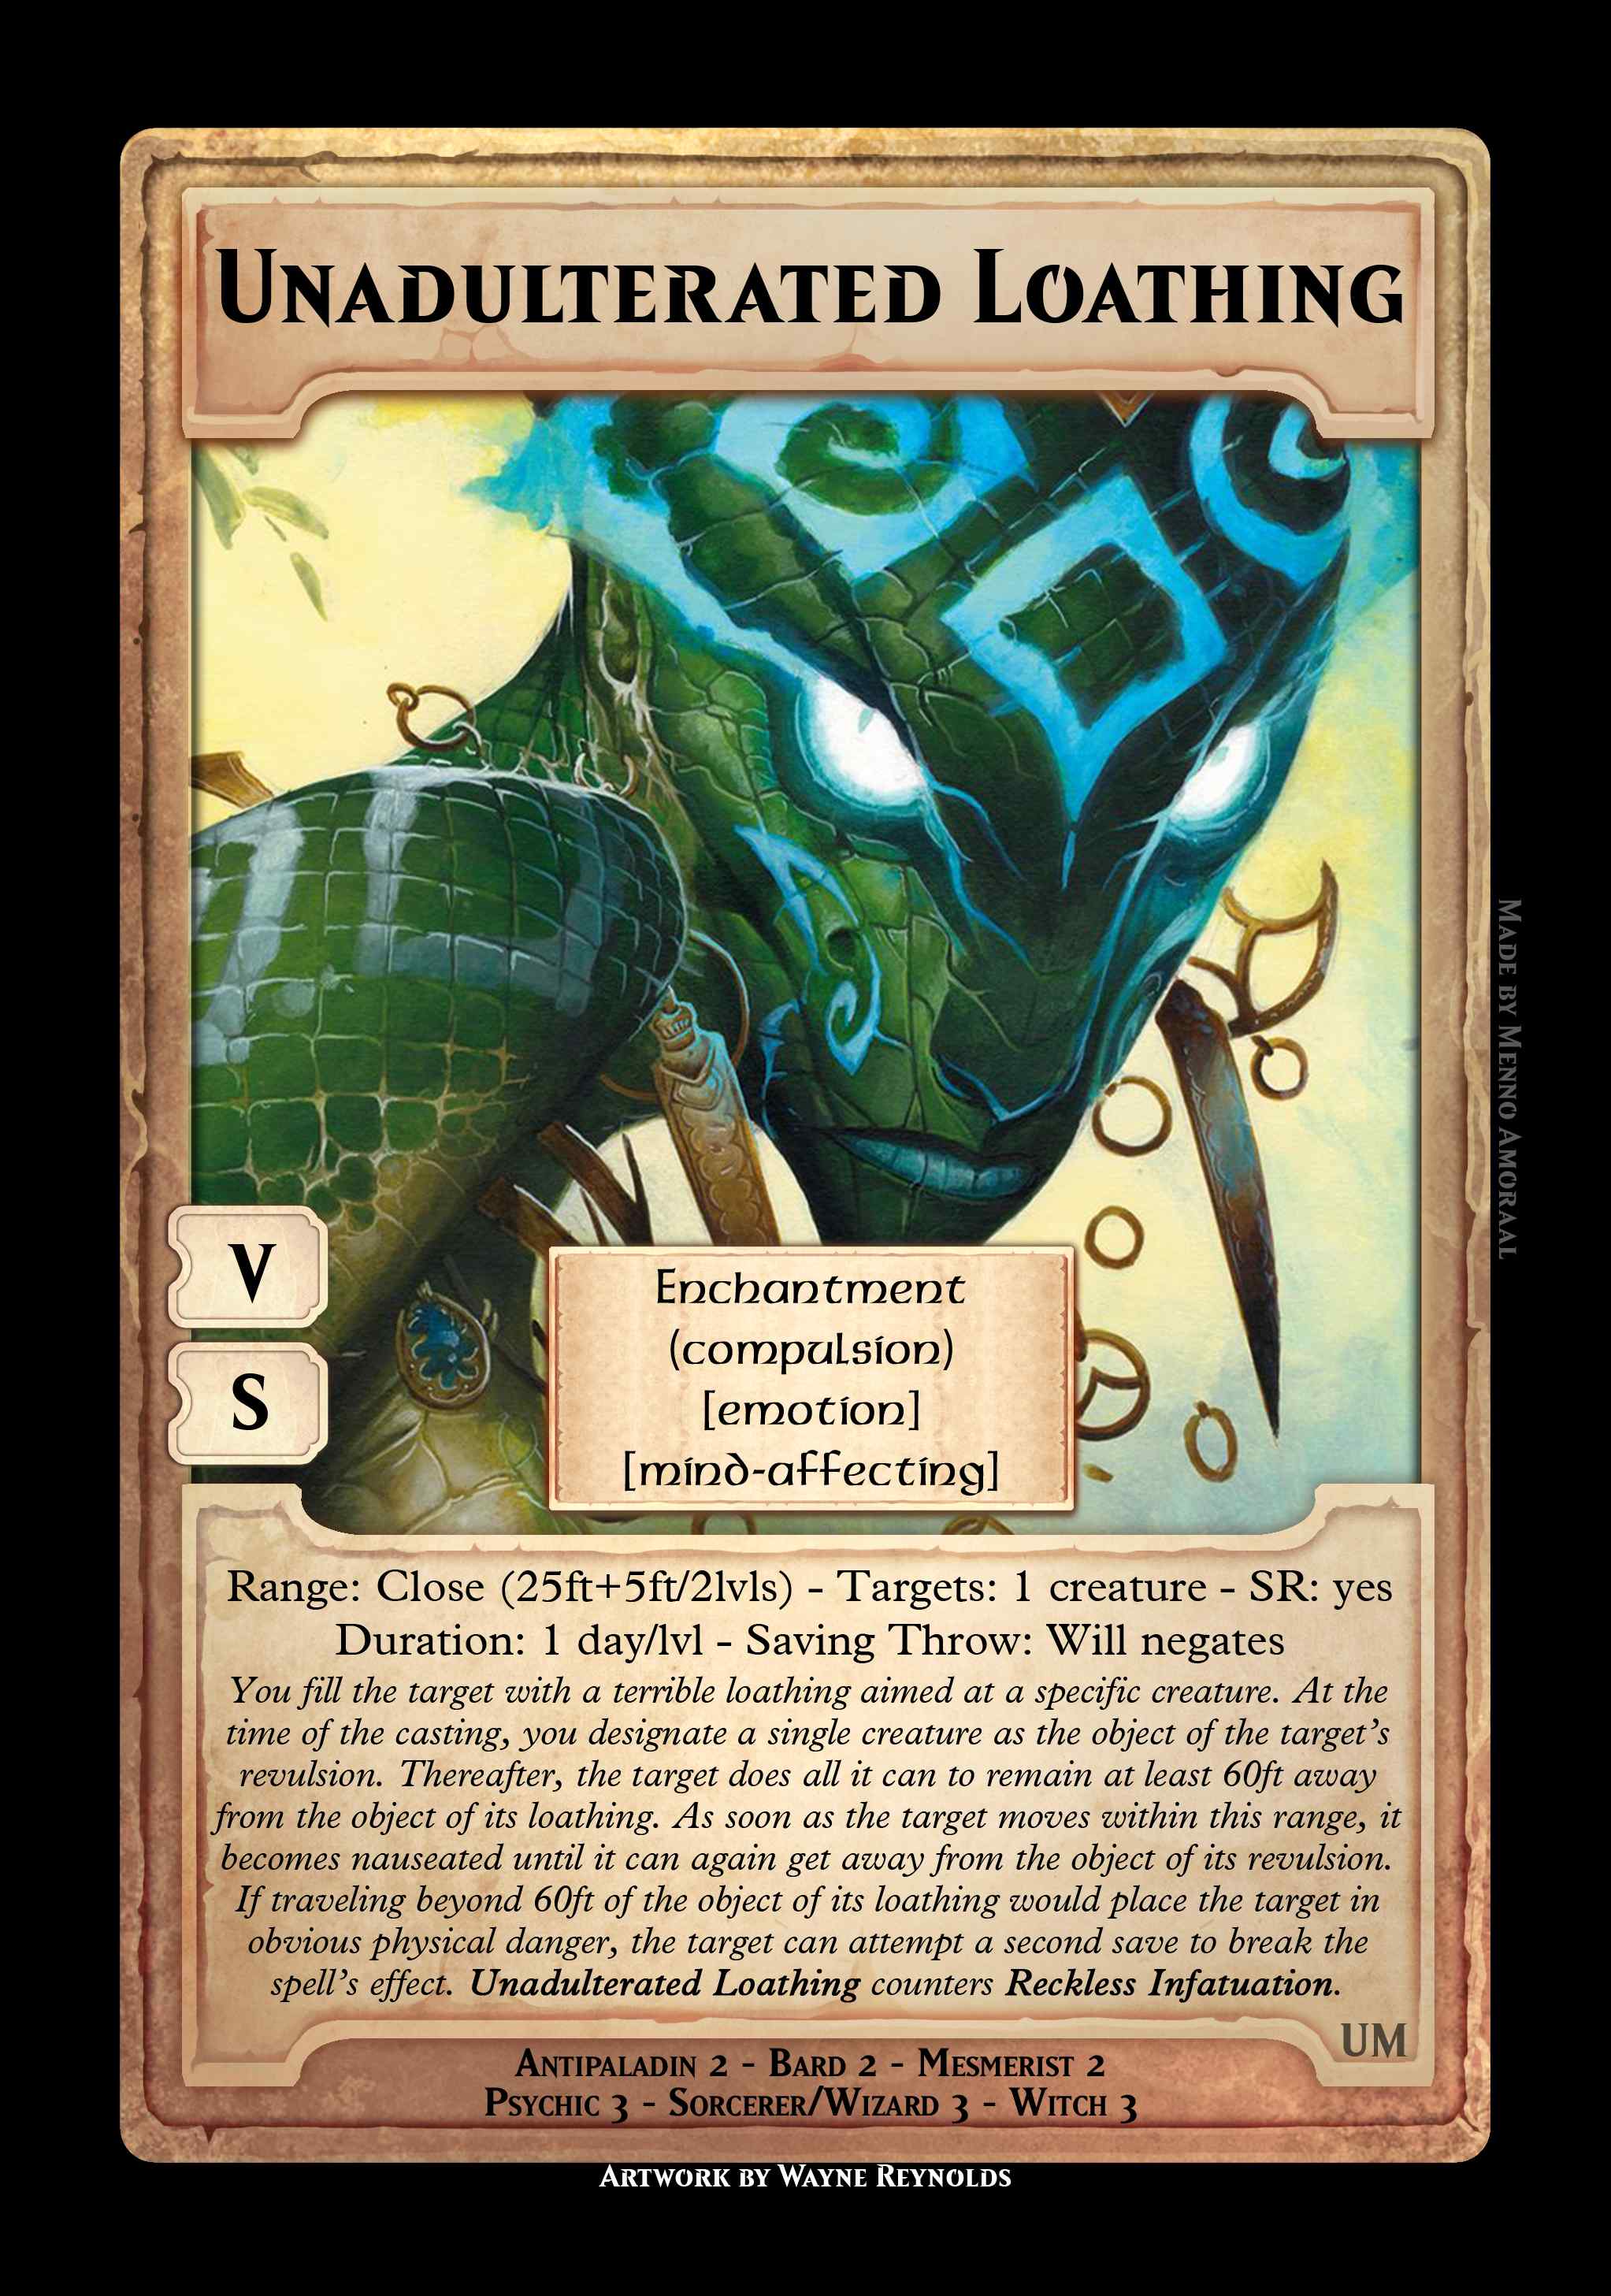 Unadulterated Loathing
V
S
Enchantment
(compulsion)
[emotion]
[mind-affecting]
Range: Close (25ft+5ft/2lvls) - Targets: 1 creature - SR: yes
Duration: 1 day/lvl - Saving Throw: Will negates
You fill the target with a terrible loathing aimed at a specific creature. At the
time of the casting, you designate a single creature as the object of the target’s
revulsion. Thereafter, the target does all it can to remain at least 60ft away
from the object of its loathing. As soon as the target moves within this range, it
becomes nauseated until it can again get away from the object of its revulsion.
If traveling beyond 60ft of the object of its loathing would place the target in
obvious physical danger, the target can attempt a second save to break the
spell’s effect. Unadulterated Loathing counters Reckless Infatuation.
UM
Antipaladin 2 - Bard 2 - Mesmerist 2
Psychic 3 - Sorcerer/Wizard 3 - Witch 3
Artwork by Wayne Reynolds
Made by Menno Amoraal